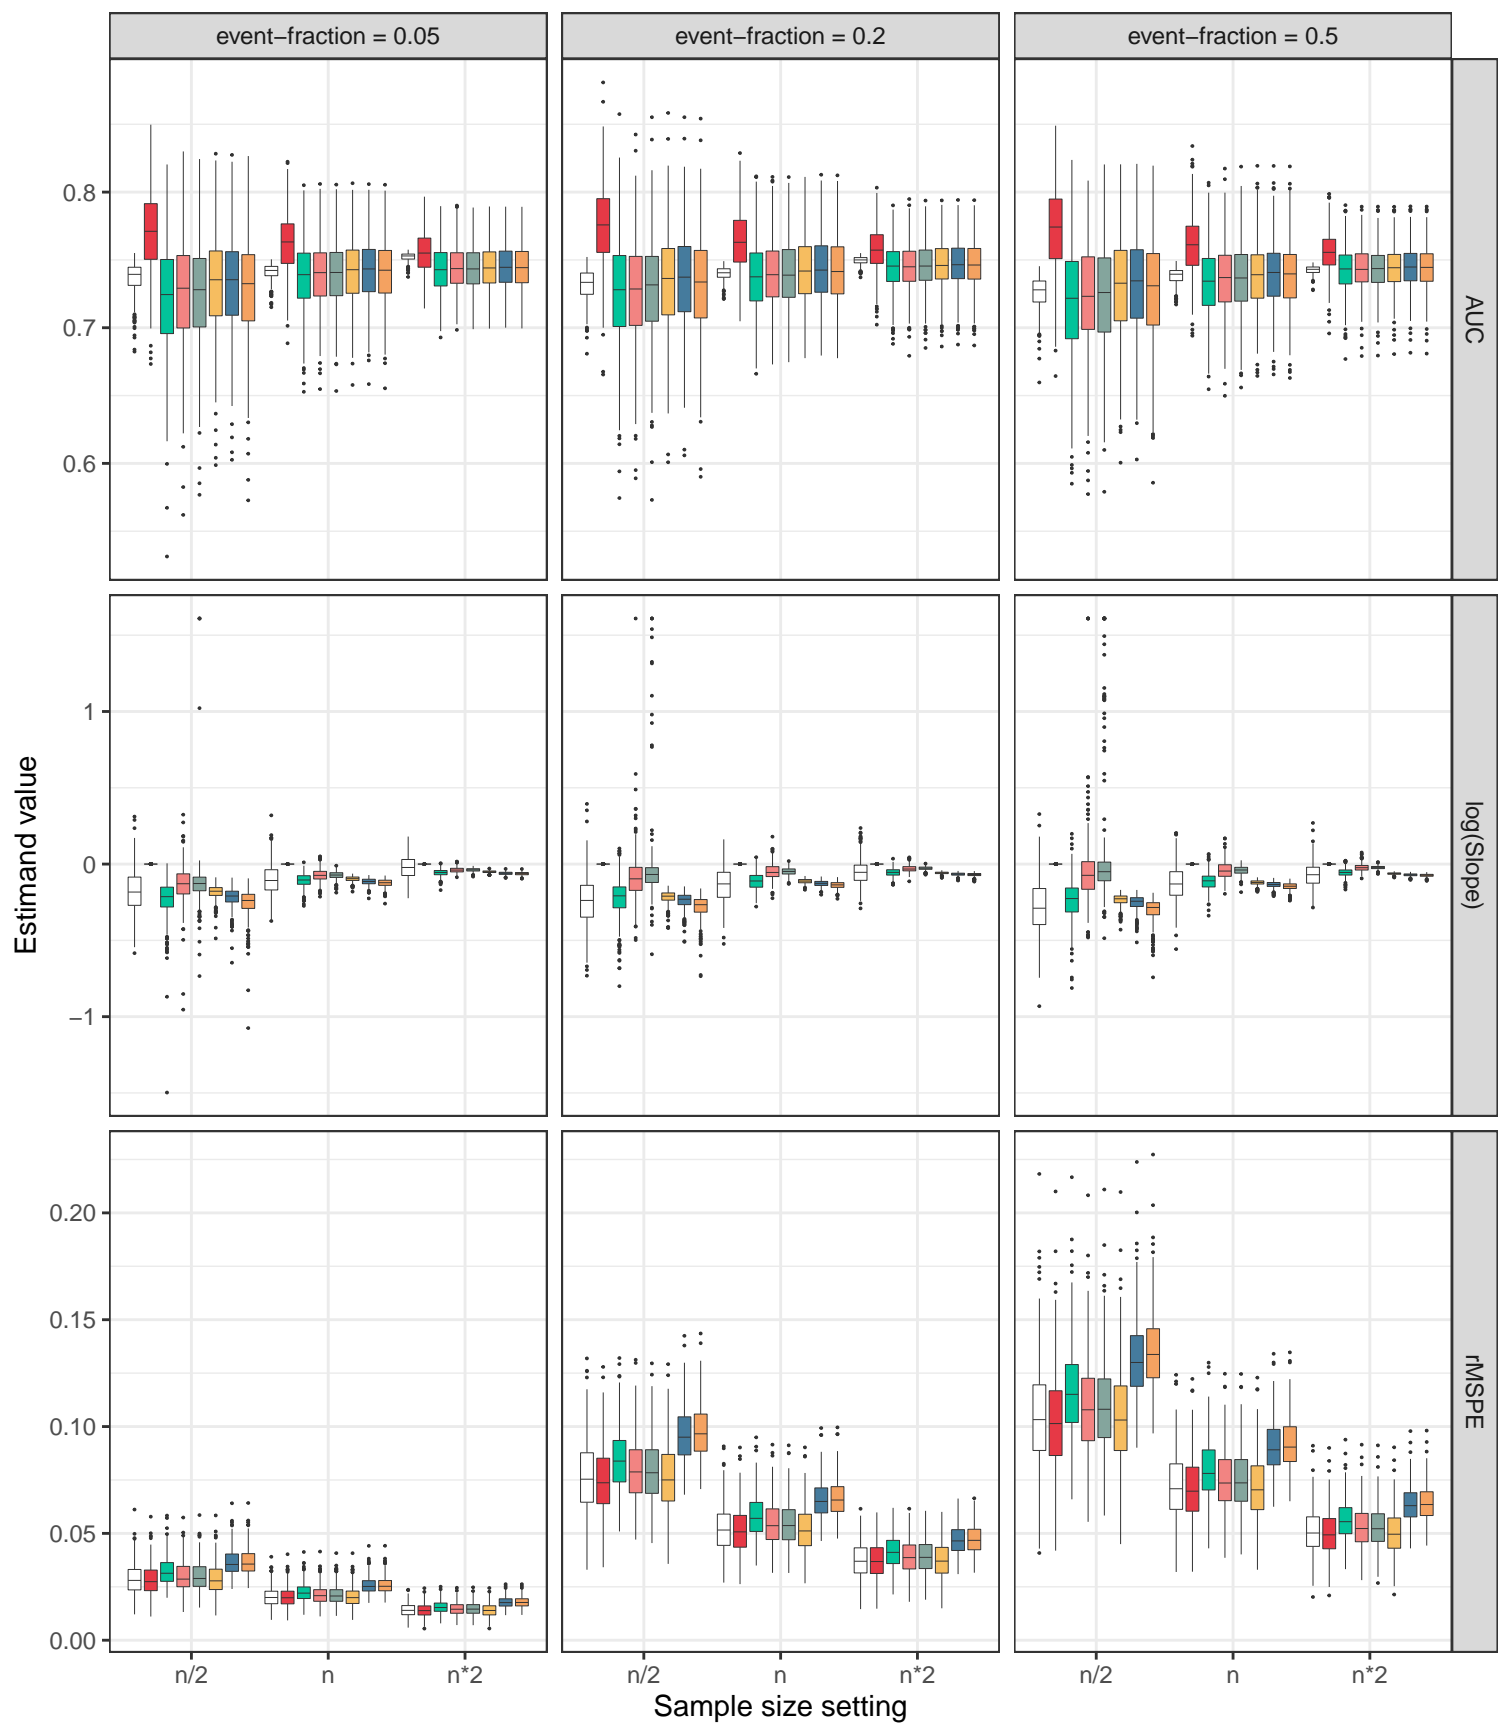 event−fraction = 0.05
event−fraction = 0.2
event−fraction = 0.5
0.8
0.7
0.6
AUC
1
0
−1
log(Slope)
Estimand value
0.20
0.15
0.10
0.05
0.00
rMSPE
n/2
n
n*2
n/2
n
n*2
n/2
n
n*2
Sample size setting